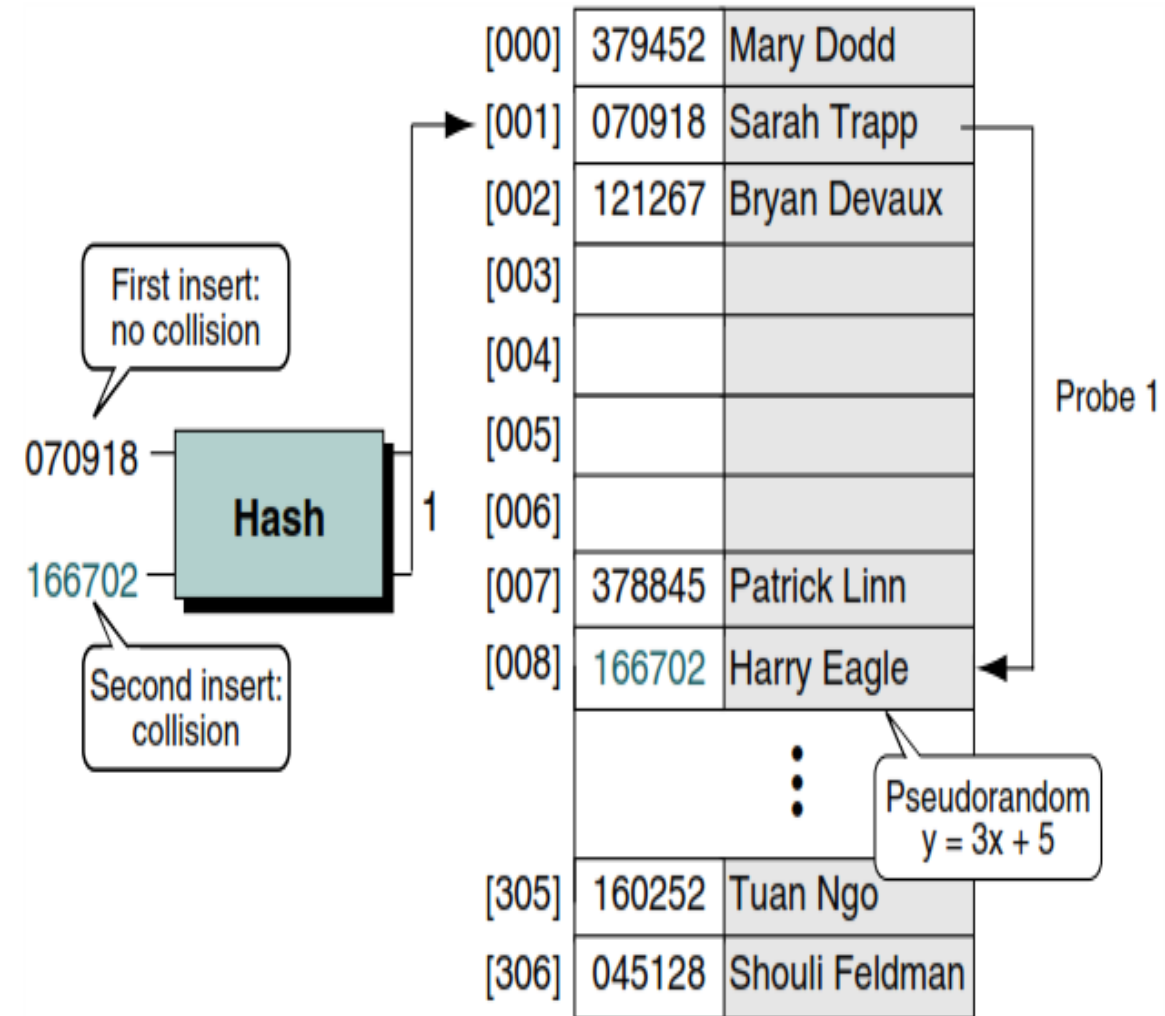 [000] 379452 Mary Dodd
[001] 070918 Sarah Trapp
[002] 121267 Bryan Devaux
First insert:
no collision
[003]
[004]
Probe 1
[005]
070918
Hash
1
[006]
166702
[007] 378845 Patrick Linn
[008] 166702 Harry Eagle
Second insert:
collision
Pseudorandom
y = 3x + 5
[305] 160252 Tuan Ngo
[306] 045128 Shouli Feldman